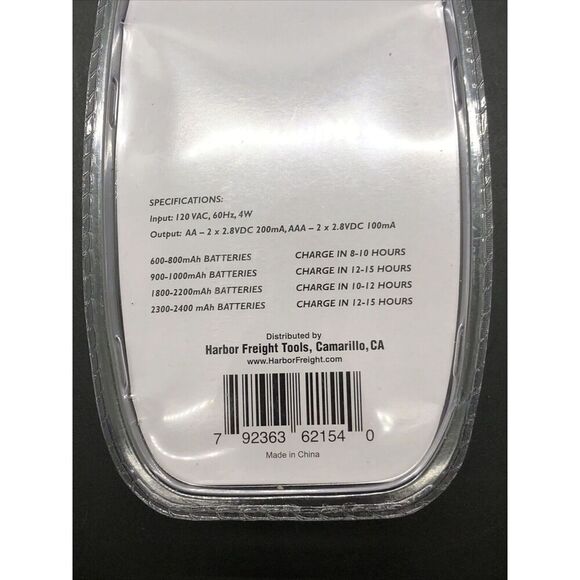 SPECIFICATIONS:
Input: 120 VAC, 60Hz, 4W
Output: AA – 2 x 2.8VDC 200mA, AAA – 2 x 2.8VDC 100mA
600-800mAh BATTERIES CHARGE IN 8-10 HOURS
900-1000mAh BATTERIES CHARGE IN 12-15 HOURS
1800-2200mAh BATTERIES CHARGE IN 10-12 HOURS
2300-2400 mAh BATTERIES CHARGE IN 12-15 HOURS
Distributed by
Harbor Freight Tools, Camarillo, CA
www.HarborFreight.com
7 92363 62154 0
Made in China